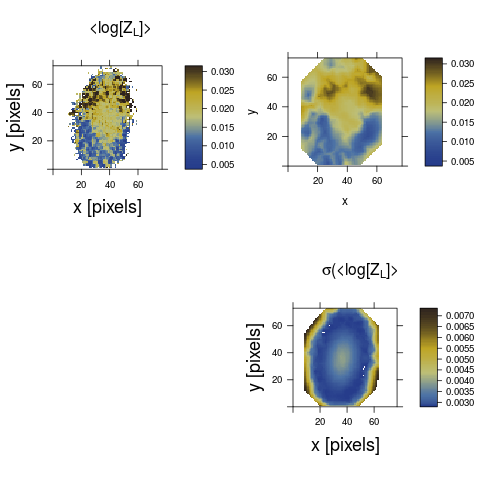 <log[Z_L]>
y [pixels]
60
40
20
20 40 60
x [pixels]
0.030
0.025
0.020
0.015
0.010
0.005
y
60
40
20
20 40 60
x
0.030
0.025
0.020
0.015
0.010
0.005
σ(<log[Z_L]>
y [pixels]
60
40
20
20 40 60
x [pixels]
0.0070
0.0065
0.0060
0.0055
0.0050
0.0045
0.0040
0.0035
0.0030